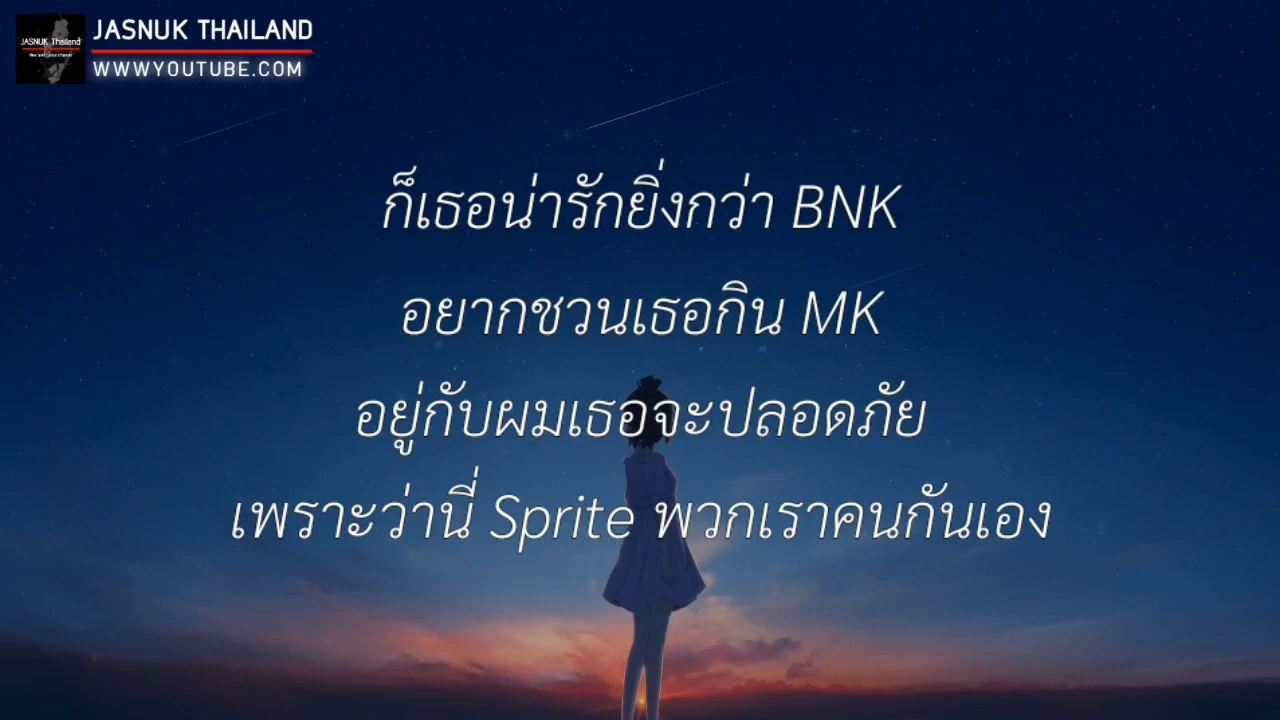 JASNUK THAILAND
WWWYOUTUBE.COM
JASNUK Thailand
ก็เธอน่ารักยิ่งกว่า BNK
อยากชวนเธอกิน MK
อยู่กับผมเธอจะปลอดภัย
เพราะว่านี่ Sprite พวกเราคนกันเอง